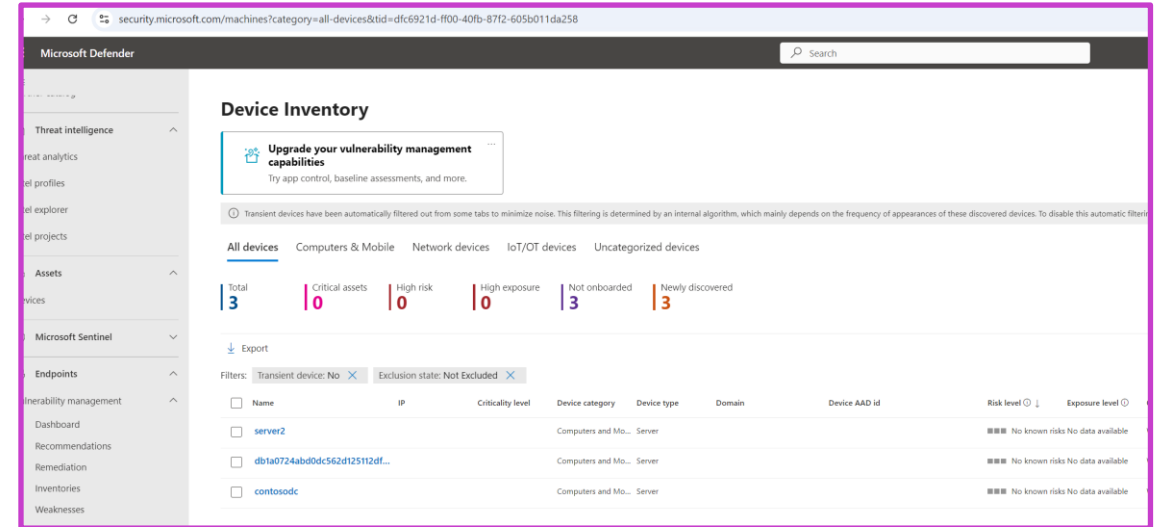 security.microsoft.com/machines?category=all-devices&tid=dfc6921d-ff00-40fb-87f2-605b011da258
Microsoft Defender
Search
Threat intelligence
reat analytics
el profiles
el explorer
el projects
Assets
vices
Microsoft Sentinel
Endpoints
lnerability management
Dashboard
Recommendations
Remediation
Inventories
Weaknesses
Device Inventory
Upgrade your vulnerability management
capabilities
Try app control, baseline assessments, and more.
Transient devices have been automatically filtered out from some tabs to minimize noise. This filtering is determined by an internal algorithm, which mainly depends on the frequency of appearances of these discovered devices. To disable this automatic filterin
All devices Computers & Mobile Network devices IoT/OT devices Uncategorized devices
Total Critical assets High risk High exposure Not onboarded Newly discovered
3 0 0 0 3 3
Export
Filters: Transient device: No Exclusion state: Not Excluded
Name IP Criticality level Device category Device type Domain Device AAD id Risk level Exposure level
server2 Computers and Mo... Server No known risks No data available
db1a0724abd0dc562d125112df... Computers and Mo... Server No known risks No data available
contosodc Computers and Mo... Server No known risks No data available